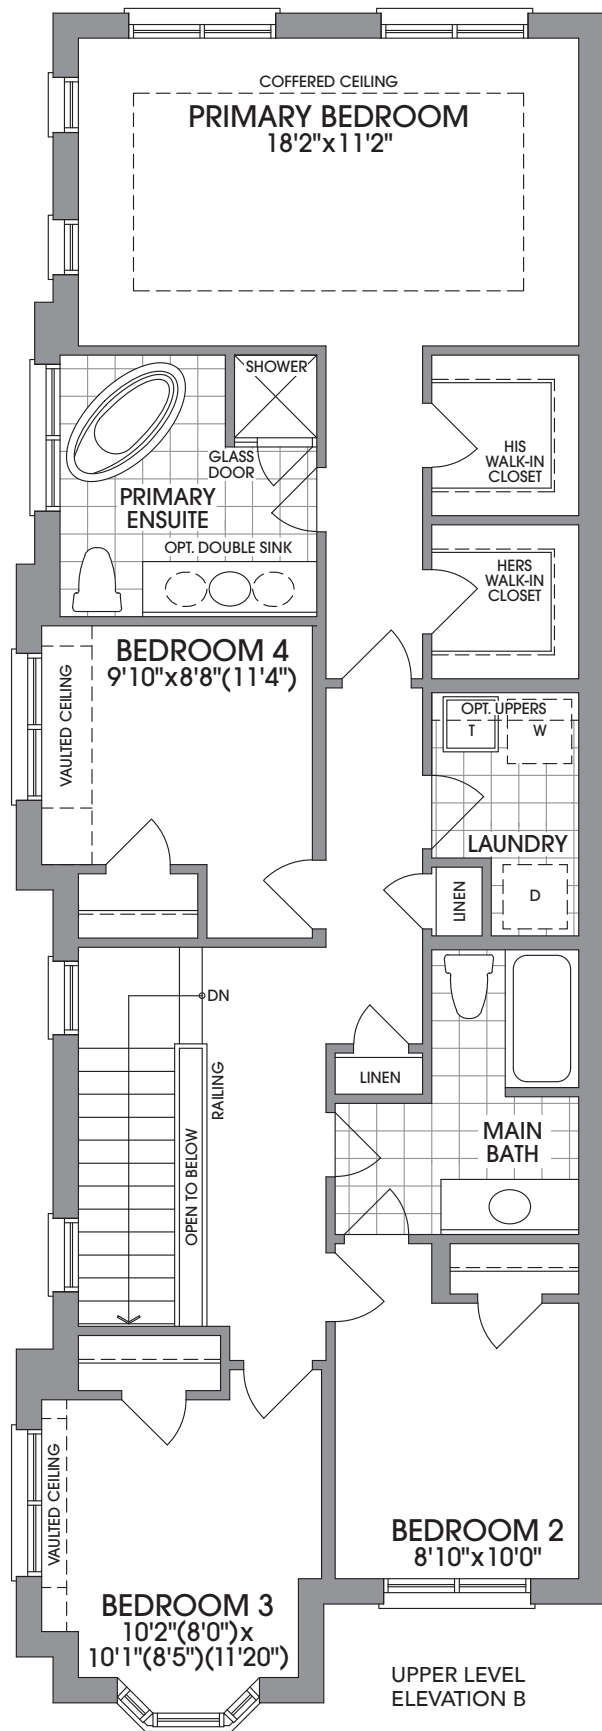 COFFERED CEILING
PRIMARY BEDROOM
18'2"x11'2"
SHOWER
GLASS
DOOR
HIS
WALK-IN
CLOSET
PRIMARY
ENSUITE
OPT. DOUBLE SINK
HERS
WALK-IN
CLOSET
BEDROOM 4
9'10"x8'8"(11'4")
VAULTED CEILING
OPT. UPPERS
T
W
LAUNDRY
LINEN
D
DN
RAILING
LINEN
OPEN TO BELOW
MAIN
BATH
VAULTED CEILING
BEDROOM 2
8'10"x10'0"
BEDROOM 3
10'2"(8'0")x
10'1"(8'5")(11'20")
UPPER LEVEL
ELEVATION B